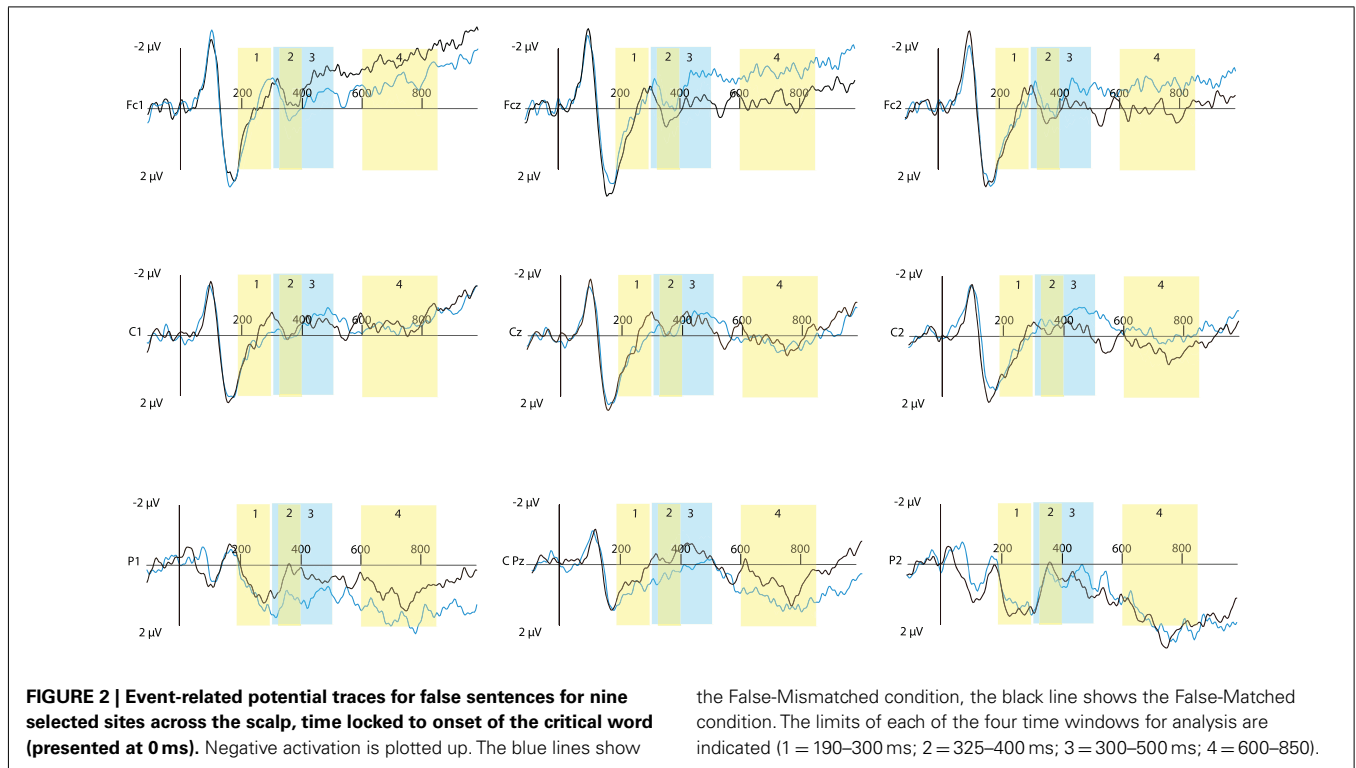 -2 µV
1 2 3 4
Fc1 200 400 600 800
2 µV
-2 µV
1 2 3 4
Fcz 200 400 600 800
2 µV
-2 µV
1 2 3 4
Fc2 200 400 600 800
2 µV
-2 µV
1 2 3 4
C1 200 400 600 800
2 µV
-2 µV
1 2 3 4
Cz 200 400 600 800
2 µV
-2 µV
1 2 3 4
C2 200 400 600 800
2 µV
-2 µV
1 2 3 4
P1 200 400 600 800
2 µV
-2 µV
1 2 3 4
CPz 200 400 600 800
2 µV
-2 µV
1 2 3 4
P2 200 400 600 800
2 µV
FIGURE 2 | Event-related potential traces for false sentences for nine
selected sites across the scalp, time locked to onset of the critical word
(presented at 0 ms). Negative activation is plotted up. The blue lines show
the False-Mismatched condition, the black line shows the False-Matched
condition. The limits of each of the four time windows for analysis are
indicated (1 = 190–300 ms; 2 = 325–400 ms; 3 = 300–500 ms; 4 = 600–850).